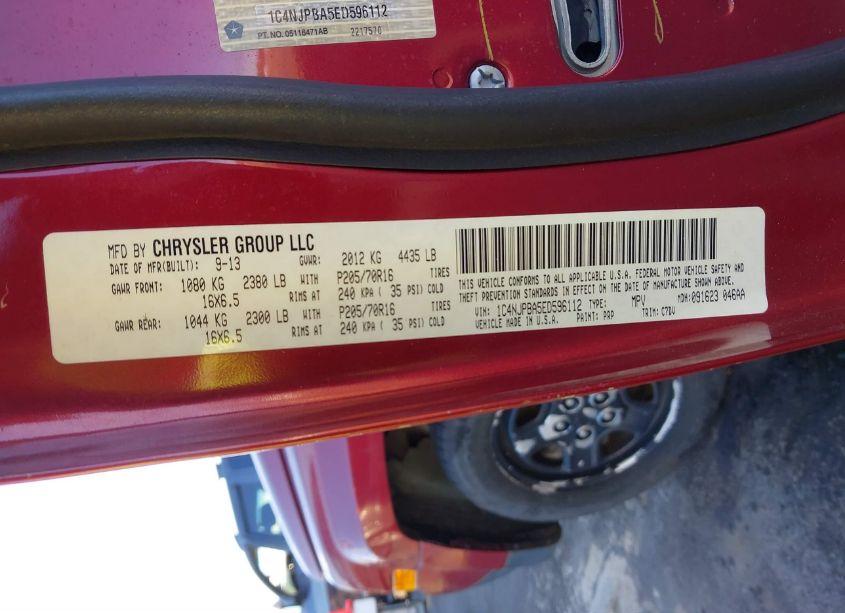 1C4NJPBA5ED596112
PT. NO. 05116471AB 2217570
MFD BY CHRYSLER GROUP LLC
DATE OF MFR(BUILT): 9-13 GVWR: 2012 KG 4435 LB
GAWR FRONT: 1080 KG 2380 LB WITH P205/70R16 TIRES
16X6.5 RIMS AT 240 KPA ( 35 PSI) COLD
GAWR REAR: 1044 KG 2300 LB WITH P205/70R16 TIRES
16X6.5 RIMS AT 240 KPA ( 35 PSI) COLD
THIS VEHICLE CONFORMS TO ALL APPLICABLE U.S.A. FEDERAL MOTOR VEHICLE SAFETY AND
THEFT PREVENTION STANDARDS IN EFFECT ON THE DATE OF MANUFACTURE SHOWN ABOVE.
VIN: 1C4NJPBA5ED596112 TYPE: MPV MDH: 091623 046AA
VEHICLE MADE IN U.S.A. PAINT: PRP TRIM: C7DV